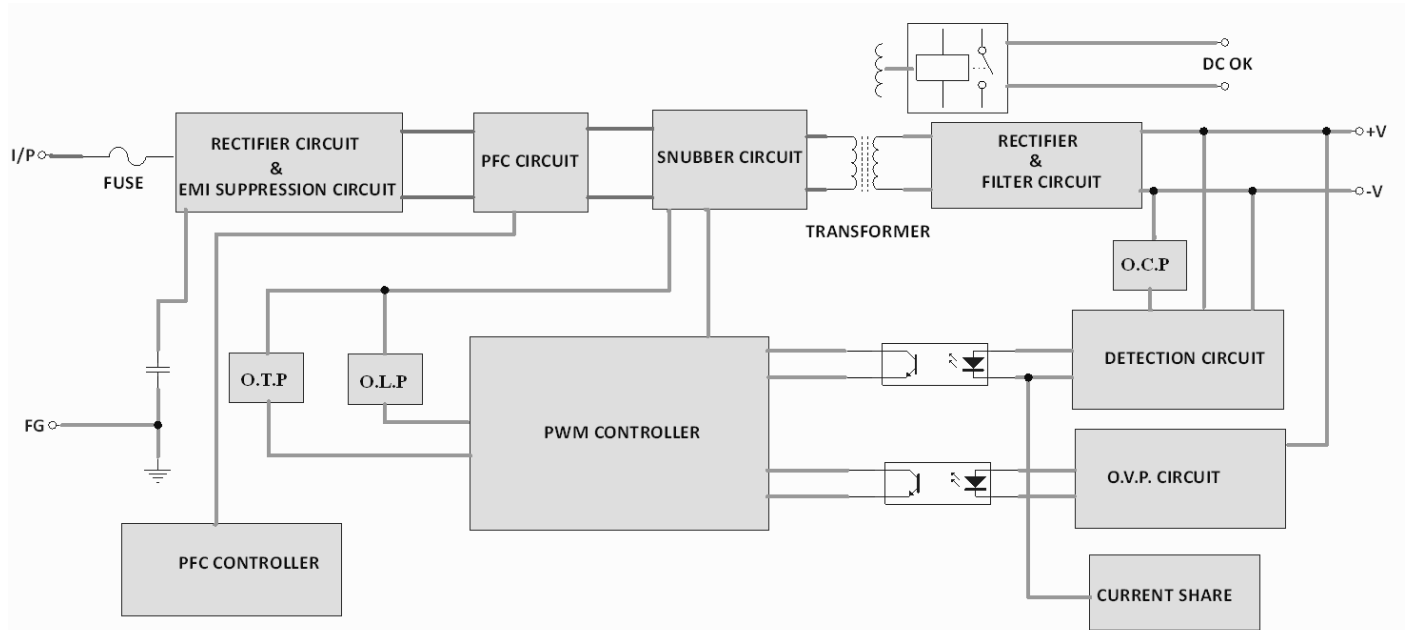 DC OK
I/P
FUSE
RECTIFIER CIRCUIT
&
EMI SUPPRESSION CIRCUIT
PFC CIRCUIT
SNUBBER CIRCUIT
TRANSFORMER
RECTIFIER
&
FILTER CIRCUIT
+V
-V
O.C.P
O.T.P
O.L.P
DETECTION CIRCUIT
FG
PWM CONTROLLER
O.V.P. CIRCUIT
PFC CONTROLLER
CURRENT SHARE